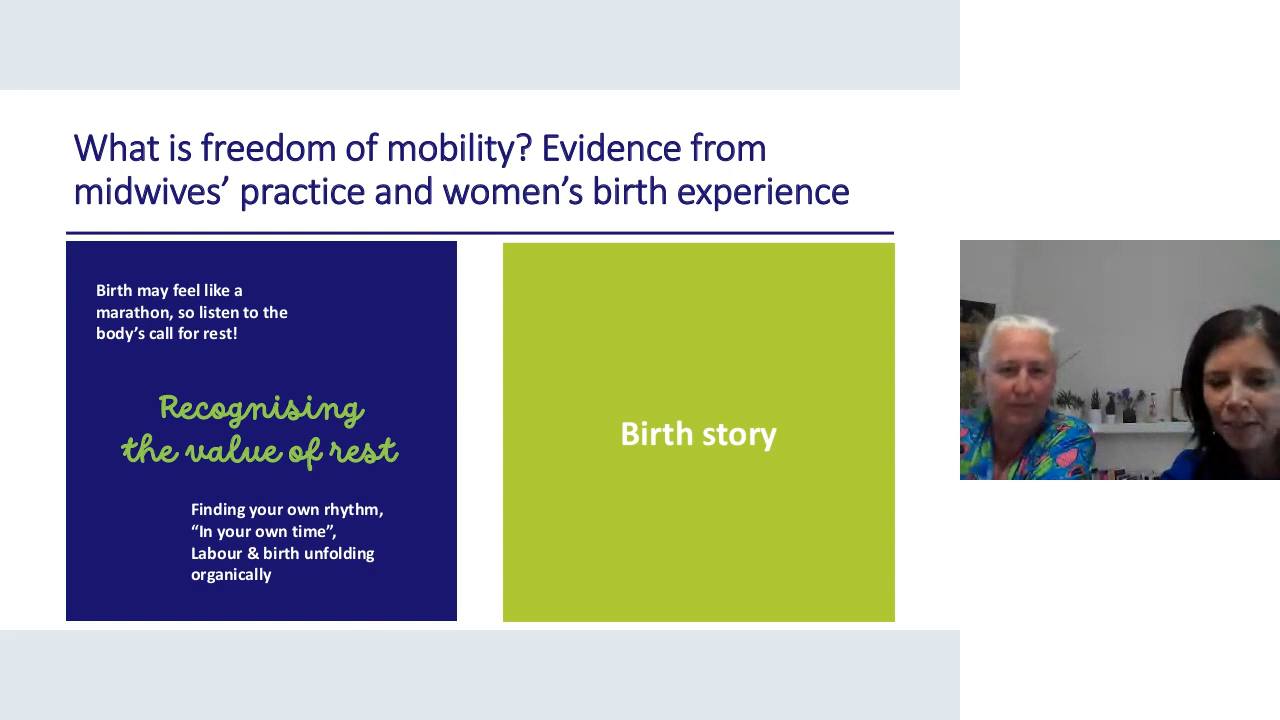 What is freedom of mobility? Evidence from
midwives’ practice and women’s birth experience
Birth may feel like a
marathon, so listen to the
body’s call for rest!
Recognising
the value of rest
Finding your own rhythm,
“In your own time”,
Labour & birth unfolding
organically
Birth story